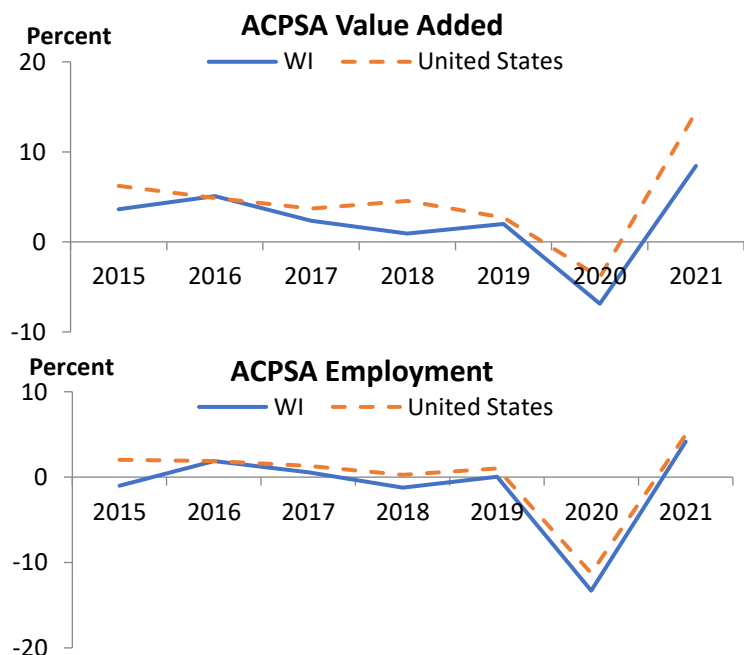 ACPSA Value Added
Percent
WI United States
20
10
0
2015 2016 2017 2018 2019 2020 2021
-10
Percent
ACPSA Employment
10
WI United States
0
2015 2016 2017 2018 2019 2020 2021
-10
-20